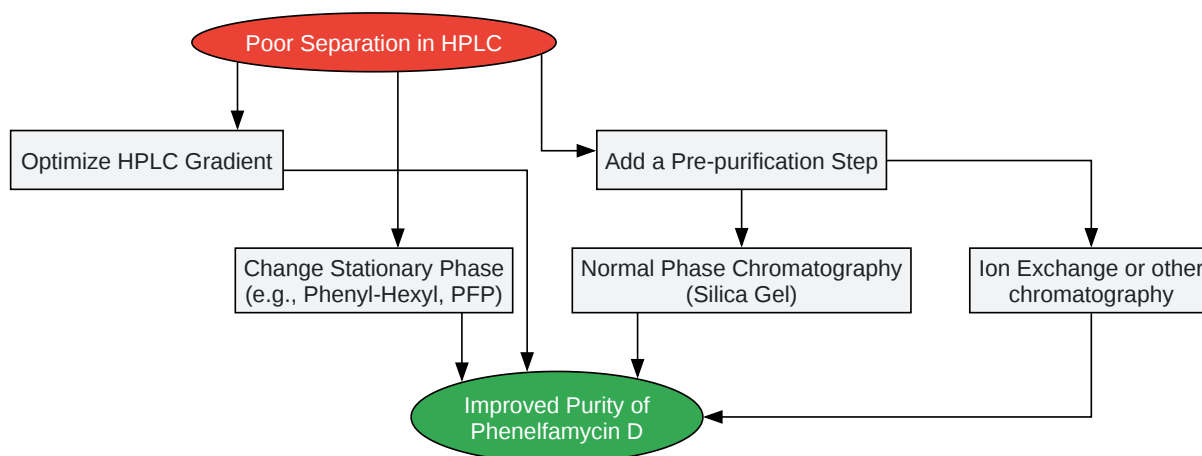 Poor Separation in HPLC
Optimize HPLC Gradient
Add a Pre-purification Step
Change Stationary Phase
(e.g., Phenyl-Hexyl, PFP)
Normal Phase Chromatography
(Silica Gel)
Ion Exchange or other
chromatography
Improved Purity of
Phenelfamycin D